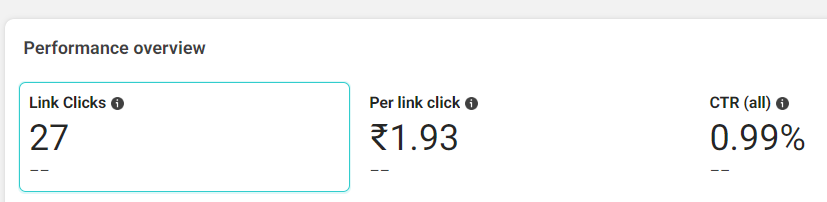 Performance overview
Link Clicks Per link click CTR (all)
27 ₹1.93 0.99%
-- -- --